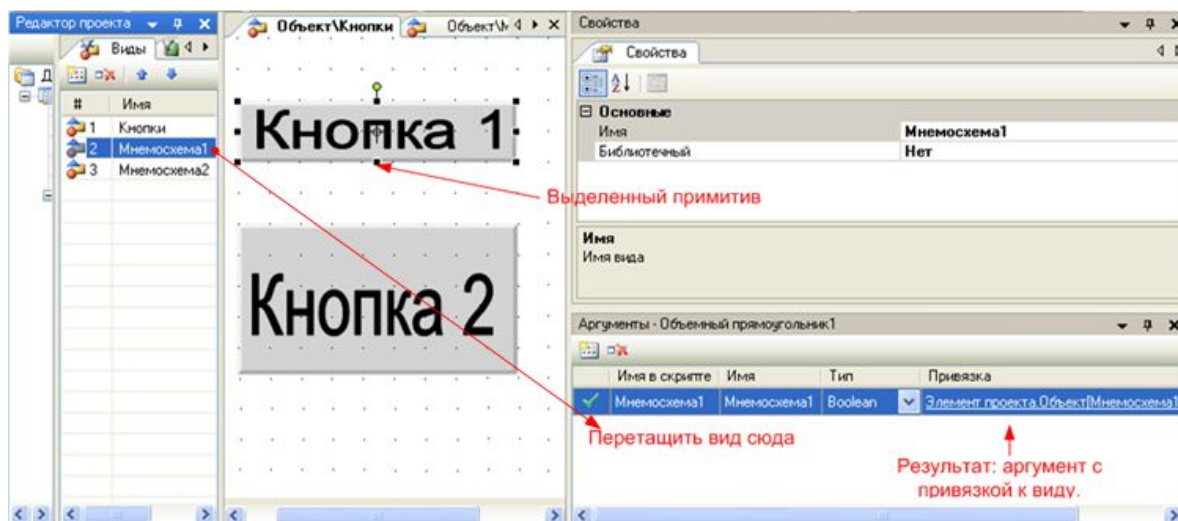 Редактор проекта
Виды
# Имя
1 Кнопки
2 Мнемосхема1
3 Мнемосхема2
Объект\Кнопки
Объект\
Кнопка 1
Выделенный примитив
Кнопка 2
Свойства
Свойства
Основные
Имя Мнемосхема1
Библиотечный Нет
Имя
Имя вида
Аргументы - Объемный прямоугольник1
Имя в скрипте Имя Тип Привязка
Мнемосхема1 Мнемосхема1 Boolean Элемент проекта.Объект[Мнемосхема1
Перетащить вид сюда
Результат: аргумент с
привязкой к виду.